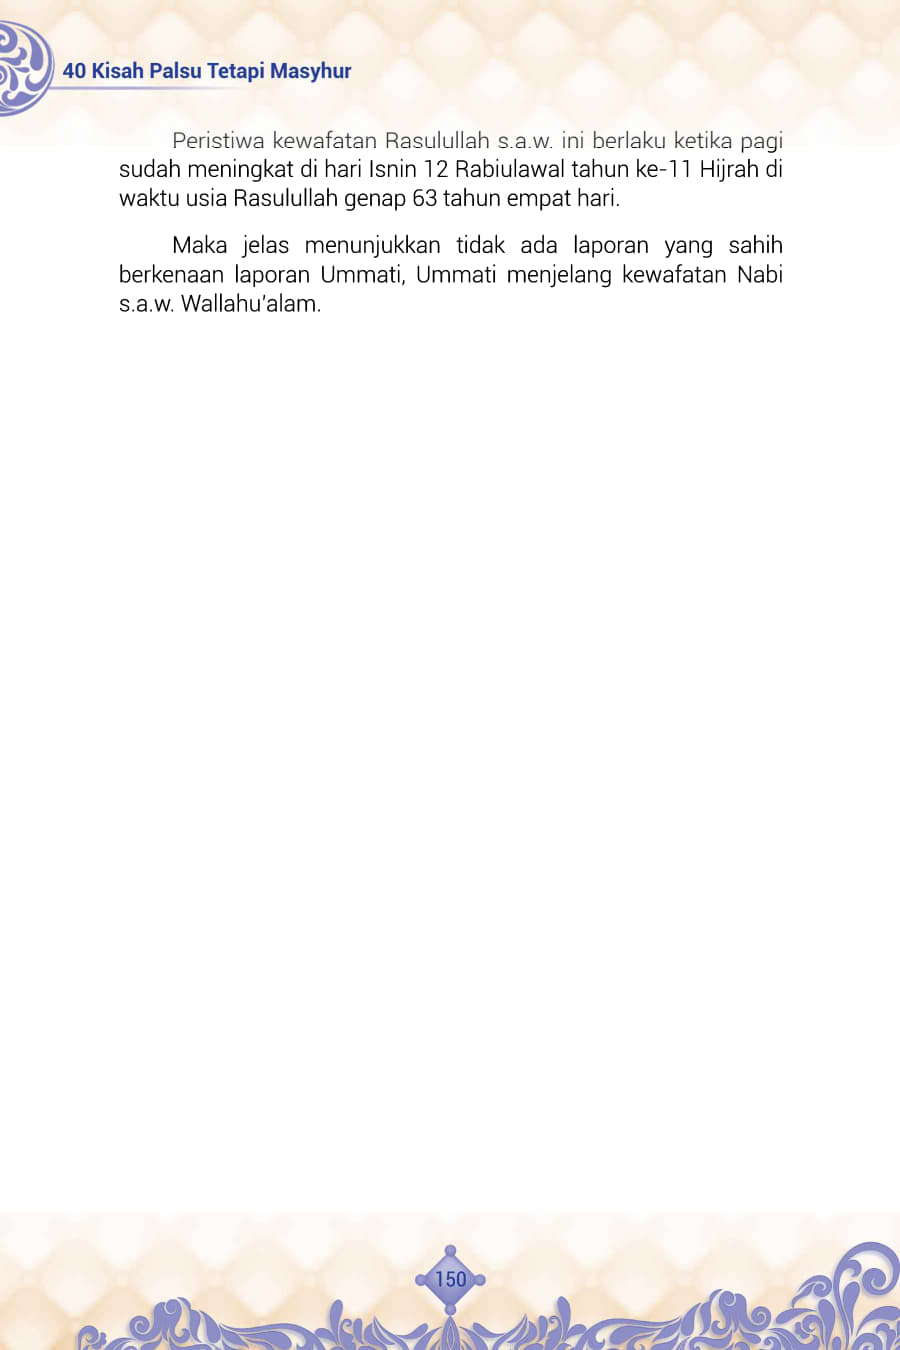 40 Kisah Palsu Tetapi Masyhur
Peristiwa kewafatan Rasulullah s.a.w. ini berlaku ketika pagi
sudah meningkat di hari Isnin 12 Rabiulawal tahun ke-11 Hijrah di
waktu usia Rasulullah genap 63 tahun empat hari.
Maka jelas menunjukkan tidak ada laporan yang sahih
berkenaan laporan Ummati, Ummati menjelang kewafatan Nabi
s.a.w. Wallahu’alam.
150